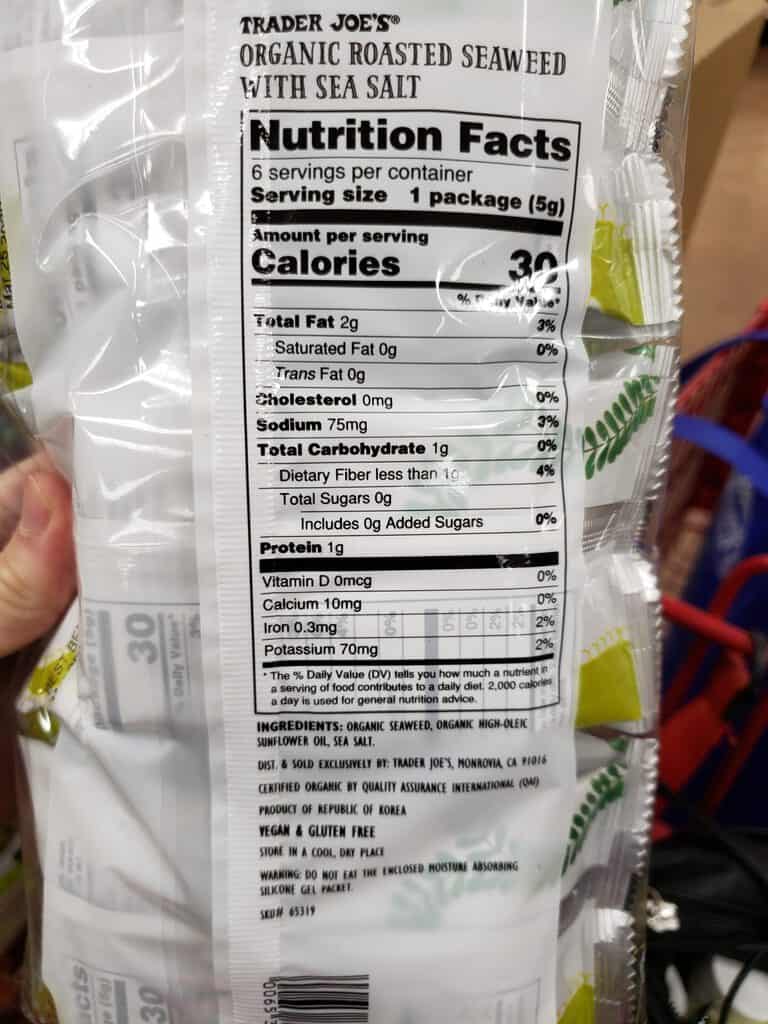 TRADER JOE'S®
ORGANIC ROASTED SEAWEED
WITH SEA SALT
Nutrition Facts
6 servings per container
Serving size 1 package (5g)
Amount per serving
Calories 30
% Daily Value*
Total Fat 2g 3%
Saturated Fat 0g 0%
Trans Fat 0g
Cholesterol 0mg 0%
Sodium 75mg 3%
Total Carbohydrate 1g 0%
Dietary Fiber less than 1g 4%
Total Sugars 0g
Includes 0g Added Sugars 0%
Protein 1g
Vitamin D 0mcg 0%
Calcium 10mg 0%
Iron 0.3mg 2%
Potassium 70mg 2%
* The % Daily Value (DV) tells you how much a nutrient in
a serving of food contributes to a daily diet. 2,000 calories
a day is used for general nutrition advice.
INGREDIENTS: ORGANIC SEAWEED, ORGANIC HIGH-OLEIC
SUNFLOWER OIL, SEA SALT.
DIST. & SOLD EXCLUSIVELY BY: TRADER JOE'S, MONROVIA, CA 91016
CERTIFIED ORGANIC BY QUALITY ASSURANCE INTERNATIONAL (QAI)
PRODUCT OF REPUBLIC OF KOREA
VEGAN & GLUTEN FREE
STORE IN A COOL, DRY PLACE
WARNING: DO NOT EAT THE ENCLOSED MOISTURE ABSORBING
SILICONE GEL PACKET.
SKU# 65319
30
% Daily Value*
30